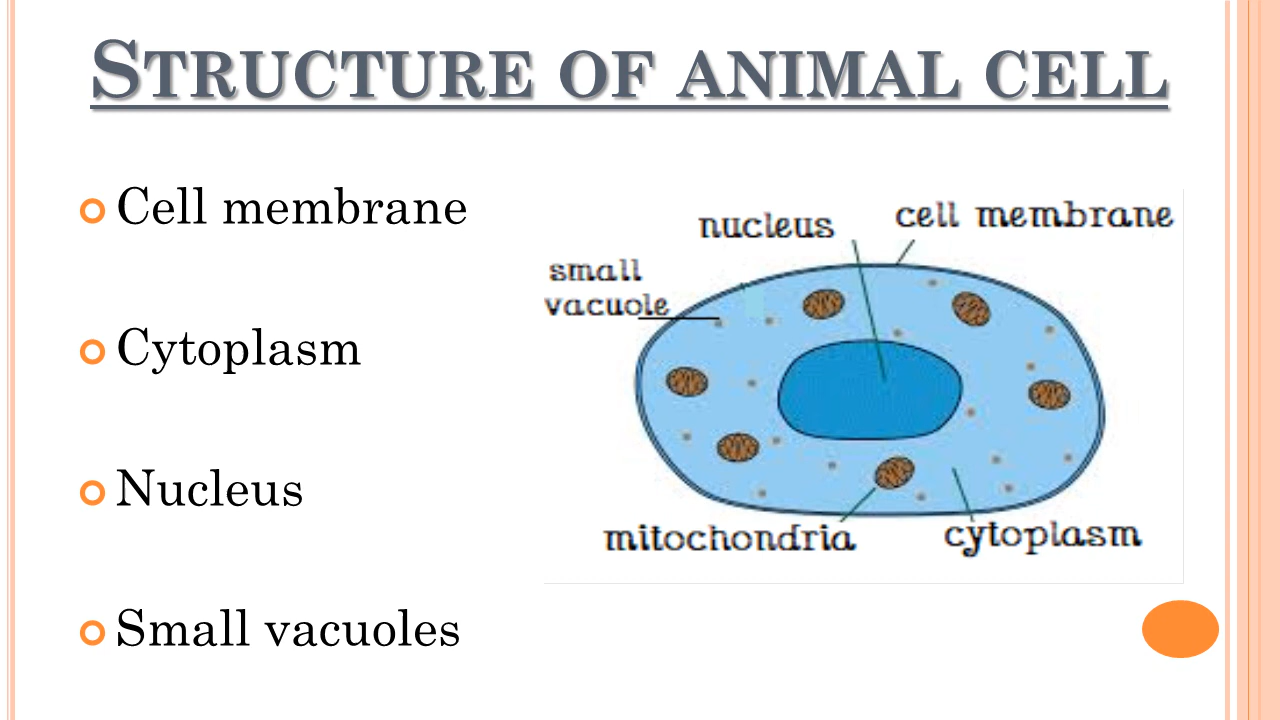 STRUCTURE OF ANIMAL CELL
Cell membrane
Cytoplasm
Nucleus
Small vacuoles
nucleus
cell membrane
small
vacuole
mitochondria
cytoplasm